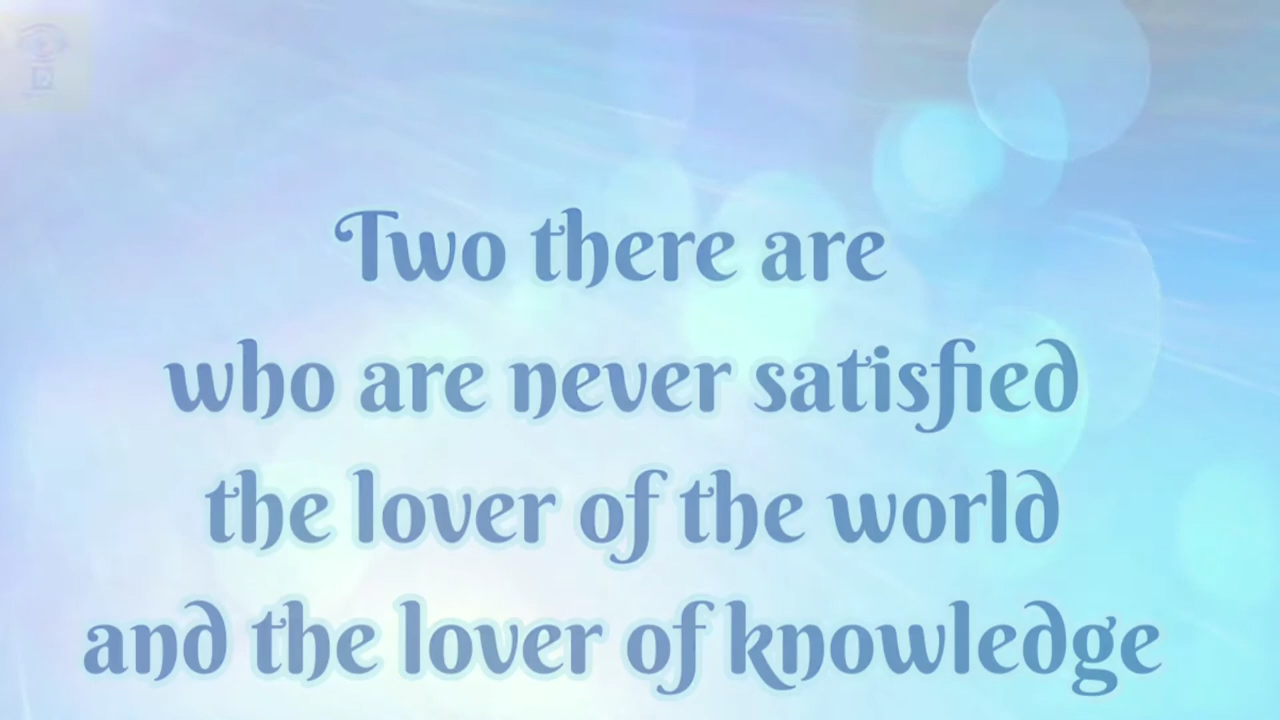 Two there are
who are never satisfied
the lover of the world
and the lover of knowledge